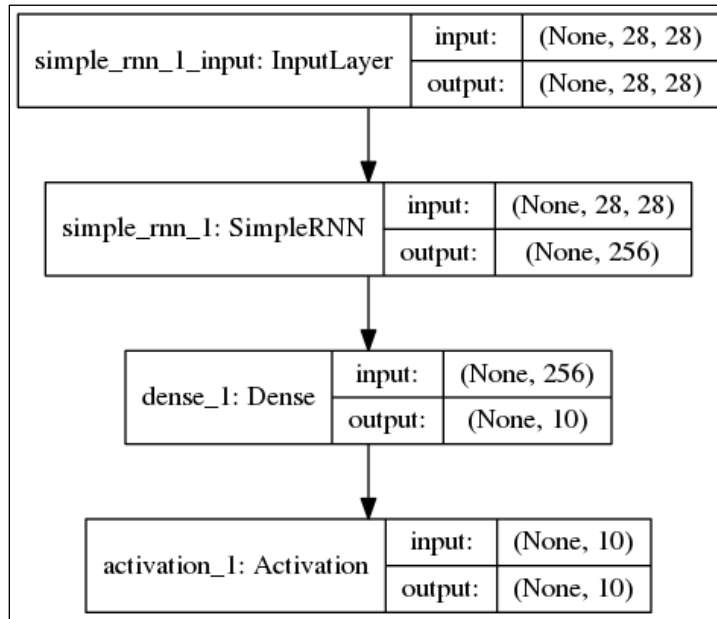 simple_rnn_1_input: InputLayer
input: (None, 28, 28)
output: (None, 28, 28)
simple_rnn_1: SimpleRNN
input: (None, 28, 28)
output: (None, 256)
dense_1: Dense
input: (None, 256)
output: (None, 10)
activation_1: Activation
input: (None, 10)
output: (None, 10)